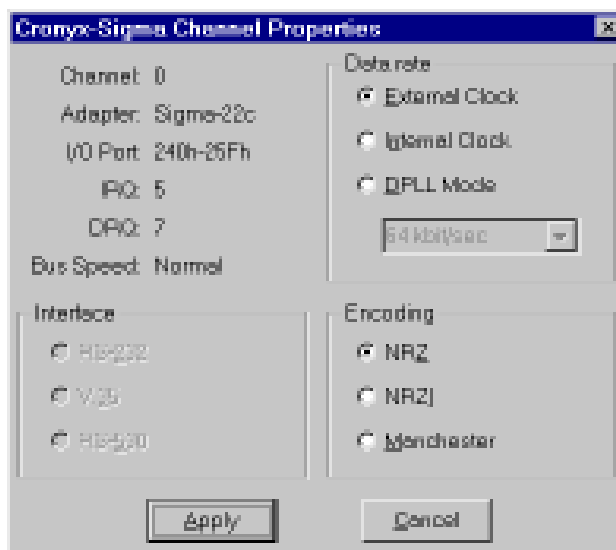 Cronyx-Sigma Channel Properties
Channel: 0
Adapter: Sigma-22c
I/O Port: 240h-25Fh
IRQ: 5
DRQ: 7
Bus Speed: Normal
Data rate
External Clock
Internal Clock
DPLL Mode
64 kbit/sec
Interface
RS-232
V.35
RS-530
Encoding
NRZ
NRZI
Manchester
Apply
Cancel